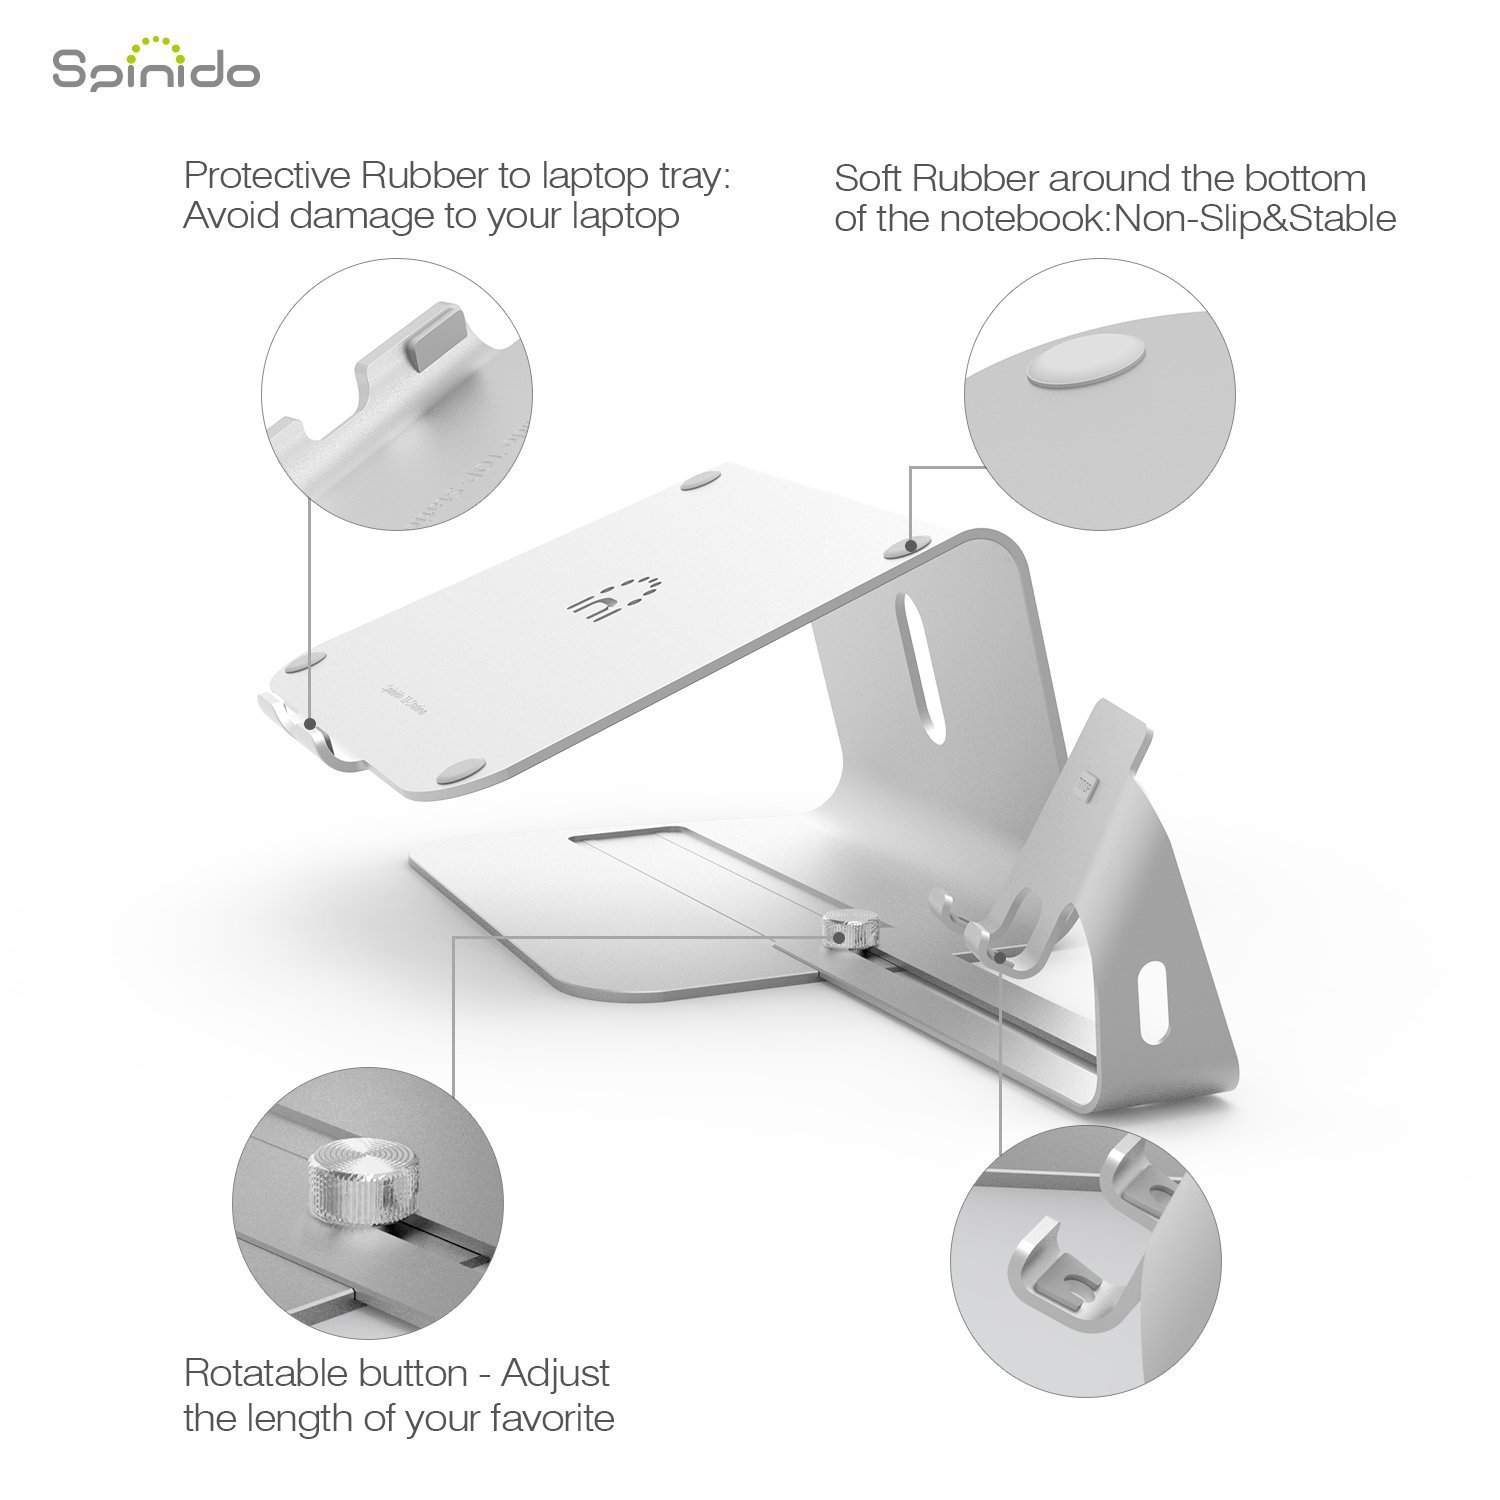 Spinido
Protective Rubber to laptop tray:
Avoid damage to your laptop
Soft Rubber around the bottom
of the notebook:Non-Slip&Stable
TITOP
Rotatable button - Adjust
the length of your favorite